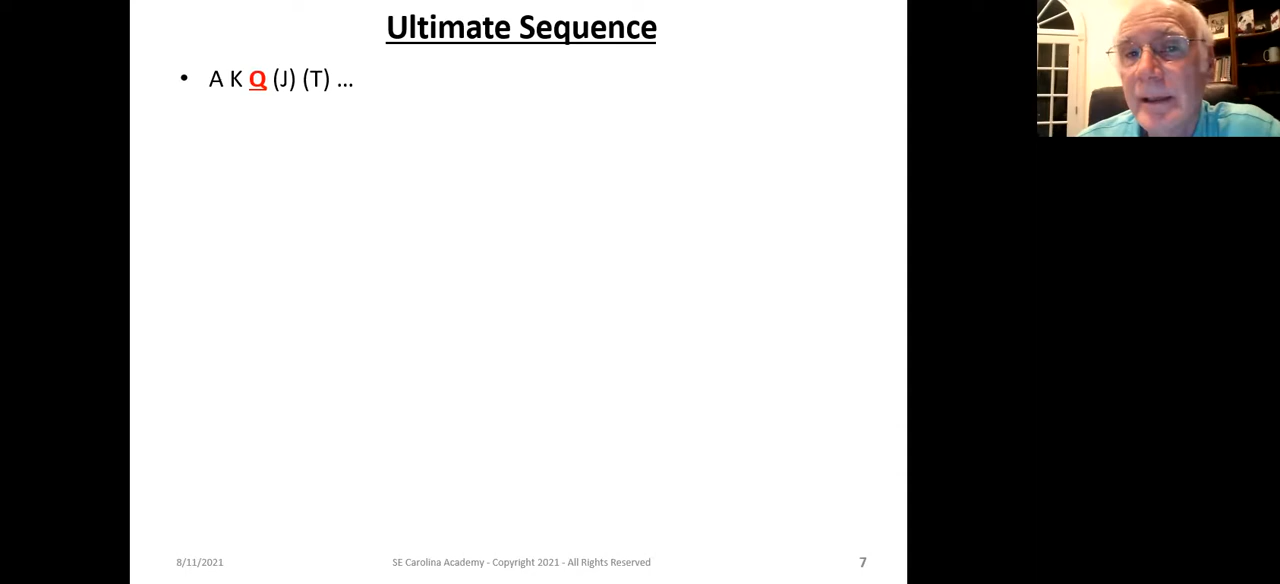 Ultimate Sequence
• A K Q (J) (T) ...
8/11/2021
SE Carolina Academy - Copyright 2021 - All Rights Reserved
7